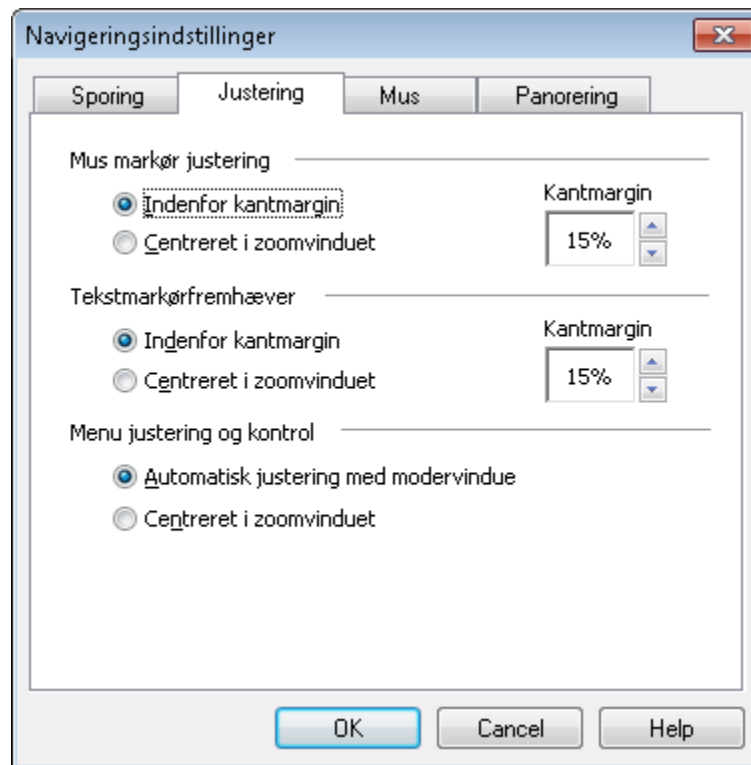 Navigeringsindstillinger
Sporing Justering Mus Panorering
Mus markør justering
Indenfor kantmargin Kantmargin
Centreret i zoomvinduet 15%
Tekstmarkørfremhæver
Indenfor kantmargin Kantmargin
Centreret i zoomvinduet 15%
Menu justering og kontrol
Automatisk justering med modervindue
Centreret i zoomvinduet
OK Cancel Help